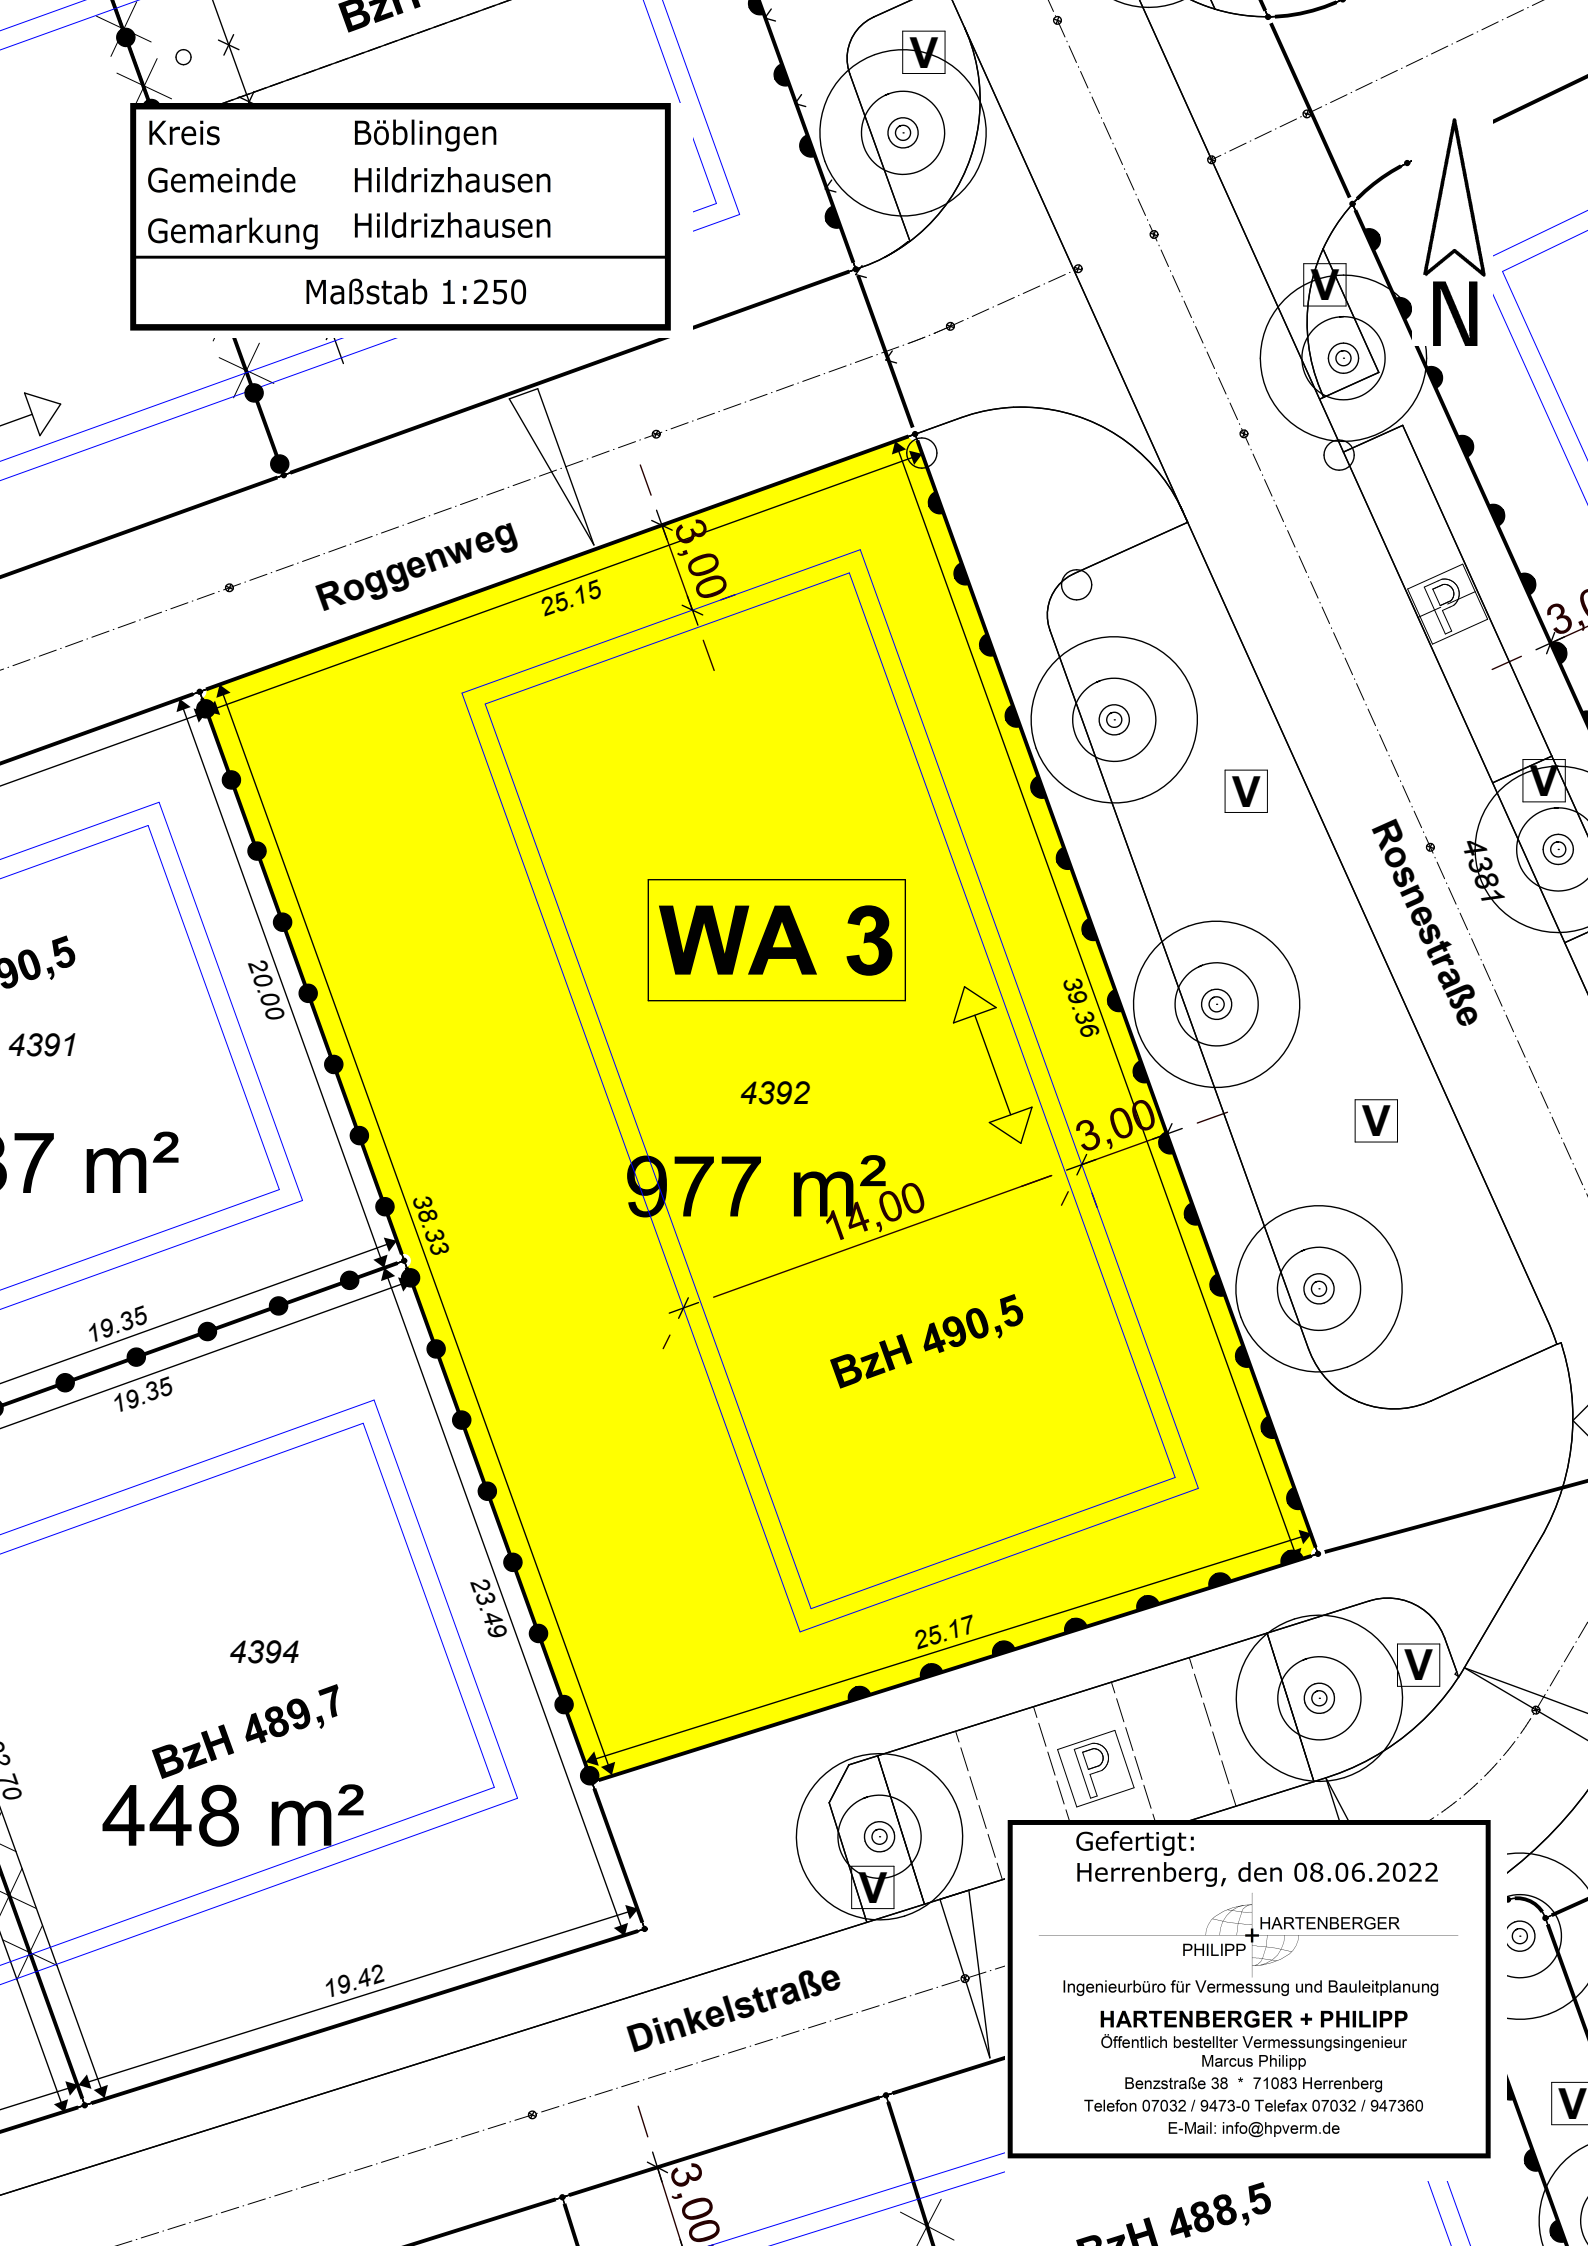 BzH
Kreis Böblingen
Gemeinde Hildrizhausen
Gemarkung Hildrizhausen
Maßstab 1:250
V
V
N
Roggenweg
3,00
25.15
P
V
V
Rosnestraße
4381
WA 3
90,5
20.00
39.36
4391
4392
V
3,00
977 m²
14,00
38.33
7 m²
BzH 490,5
19.35
19.35
23.49
25.17
4394
BzH 489,7
448 m²
V
P
V
19.42
Dinkelstraße
Gefertigt:
Herrenberg, den 08.06.2022
HARTENBERGER
PHILIPP
Ingenieurbüro für Vermessung und Bauleitplanung
HARTENBERGER + PHILIPP
Öffentlich bestellter Vermessungsingenieur
Marcus Philipp
Benzstraße 38 * 71083 Herrenberg
Telefon 07032 / 9473-0 Telefax 07032 / 947360
E-Mail: info@hpverm.de
V
3,00
BzH 488,5